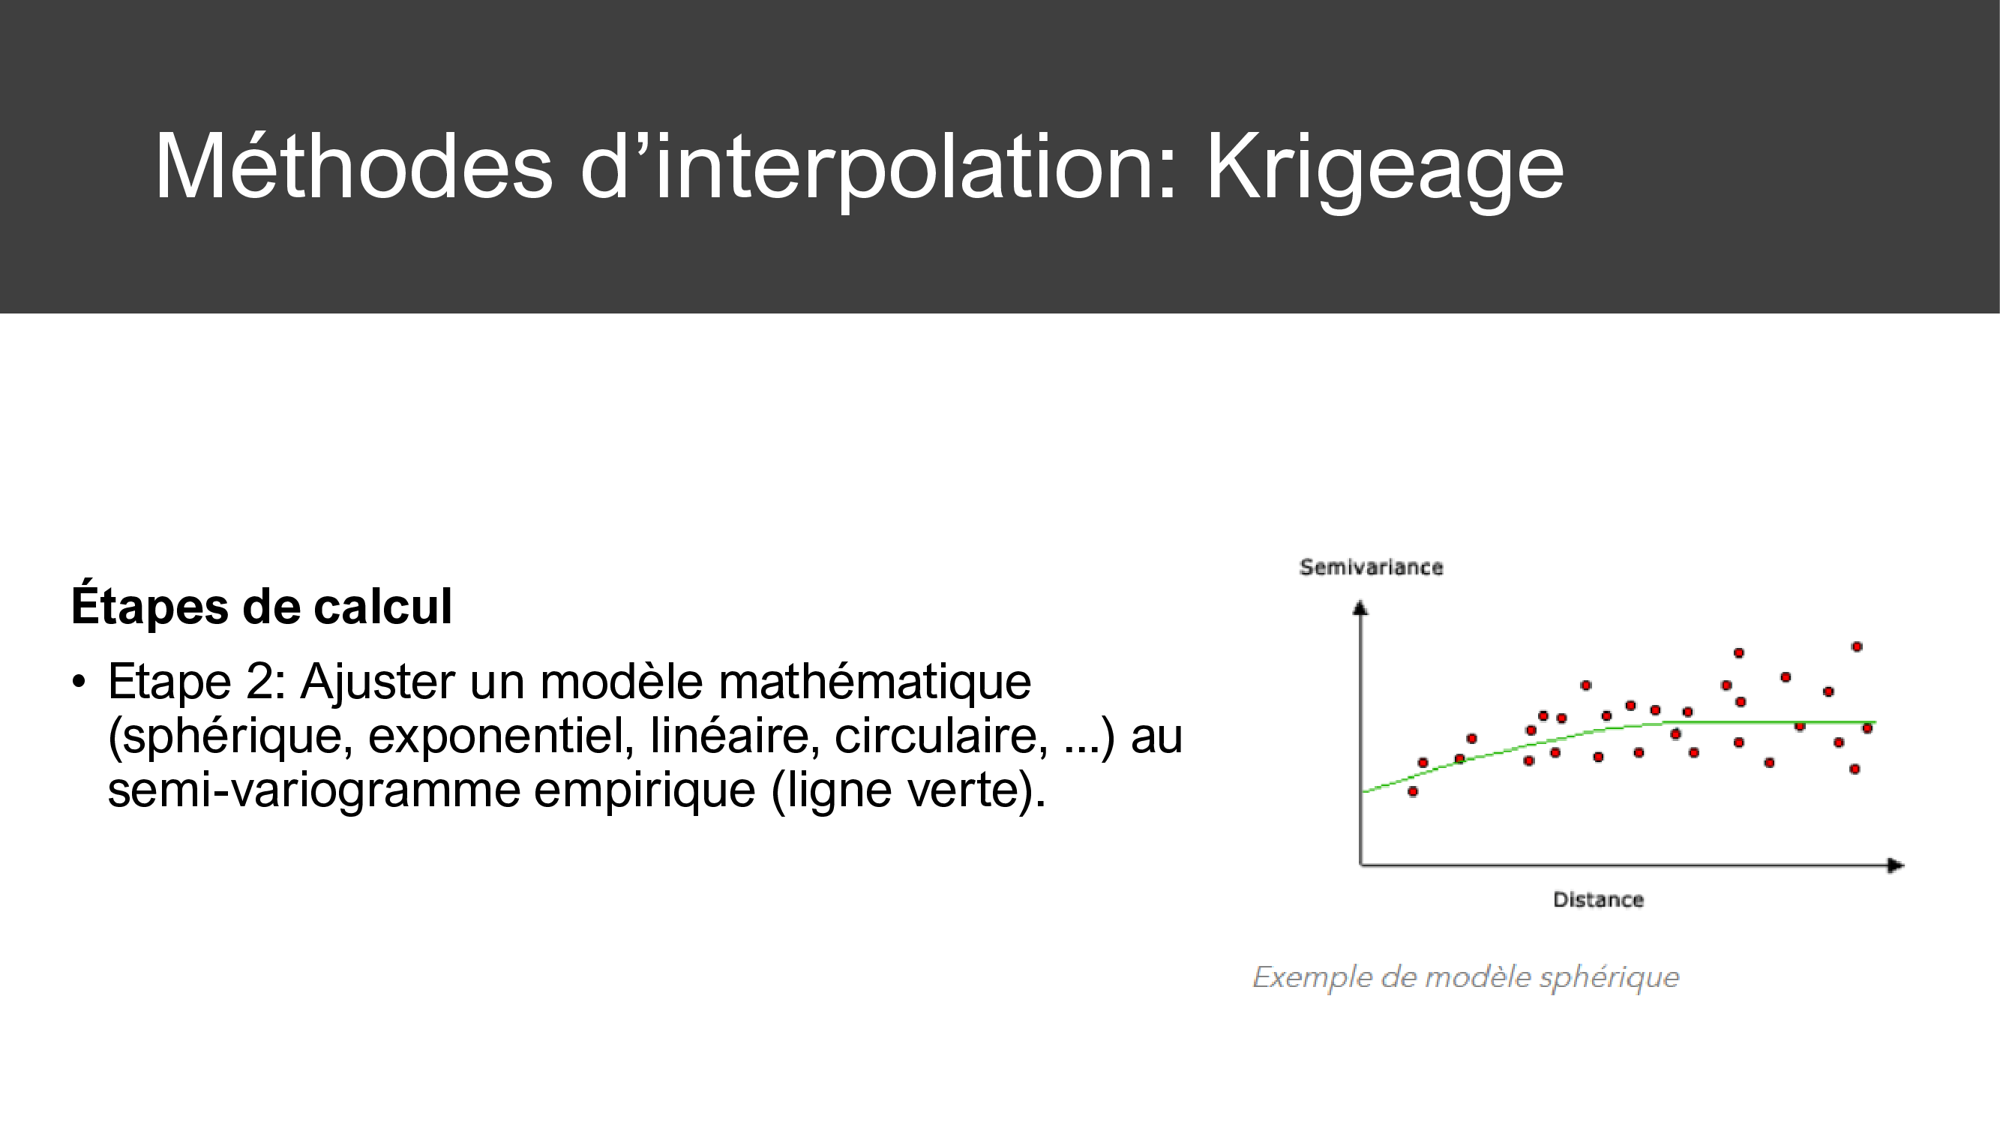 Méthodes d’interpolation: Krigeage
Étapes de calcul
• Etape 2: Ajuster un modèle mathématique
(sphérique, exponentiel, linéaire, circulaire, ...) au
semi-variogramme empirique (ligne verte).
Semivariance
Distance
Exemple de modèle sphérique